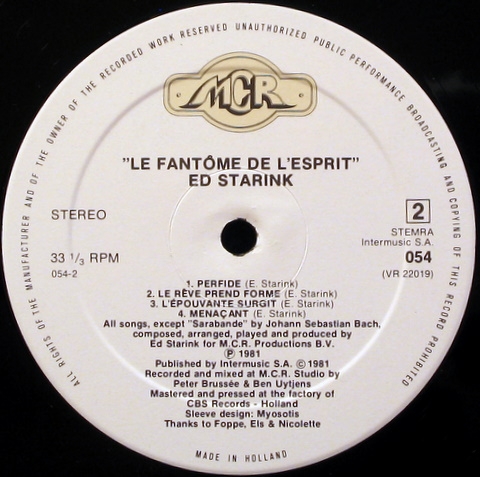 ALL RIGHTS OF THE MANUFACTURER AND OF THE OWNER OF THE RECORDED WORK RESERVED UNAUTHORIZED PUBLIC PERFORMANCE BROADCASTING AND COPYING OF THIS RECORD PROHIBITED
MCR
"LE FANTÔME DE L'ESPRIT"
ED STARINK
STEREO
2
STEMRA
Intermusic S.A.
33 1/3 RPM
054
054-2
(VR 22019)
1. PERFIDE (E. Starink)
2. LE RÊVE PREND FORME (E. Starink)
3. L'ÉPOUVANTE SURGIT (E. Starink)
4. MENAÇANT (E. Starink)
All songs, except "Sarabande" by Johann Sebastian Bach,
composed, arranged, played and produced by
Ed Starink for M.C.R. Productions B.V.
Ⓟ 1981
Published by Intermusic S.A. © 1981
Recorded and mixed at M.C.R. Studio by
Peter Brussée & Ben Uytjens
Mastered and pressed at the factory of
CBS Records - Holland
Sleeve design: Myosotis
Thanks to Foppe, Els & Nicolette
MADE IN HOLLAND